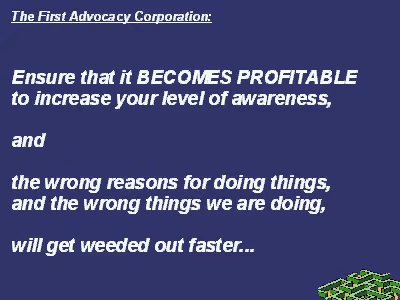 The First Advocacy Corporation:
Ensure that it BECOMES PROFITABLE
to increase your level of awareness,
and
the wrong reasons for doing things,
and the wrong things we are doing,
will get weeded out faster...